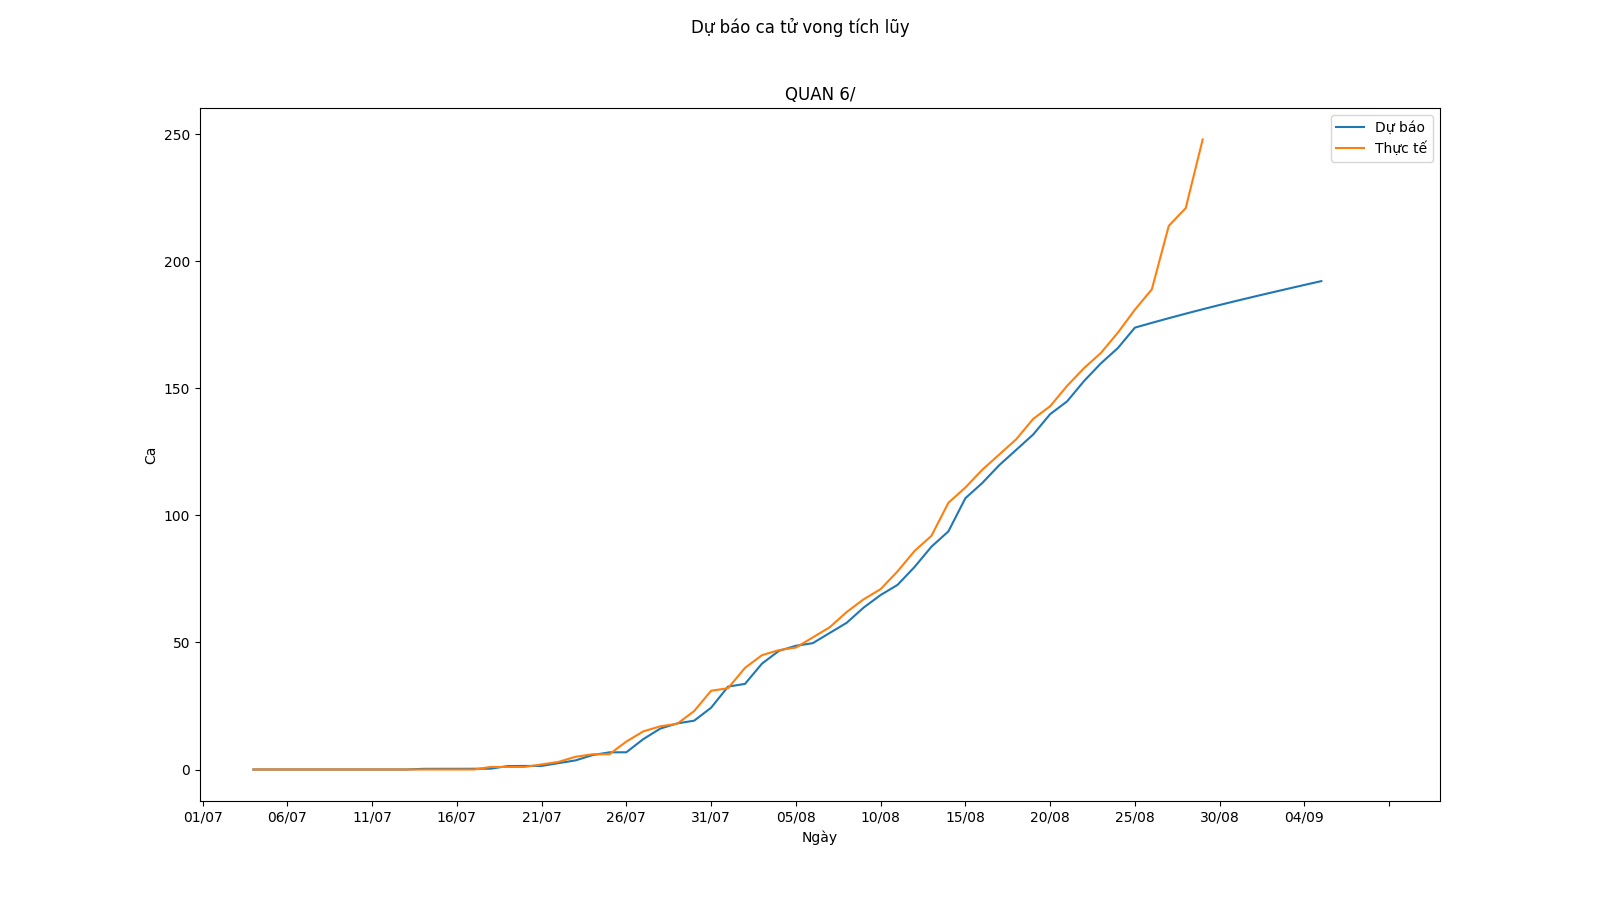 Dự báo ca tử vong tích lũy
QUAN 6/
Dự báo
Thực tế
250
200
150
100
50
0
Ca
01/07 06/07 11/07 16/07 21/07 26/07 31/07 05/08 10/08 15/08 20/08 25/08 30/08 04/09
Ngày